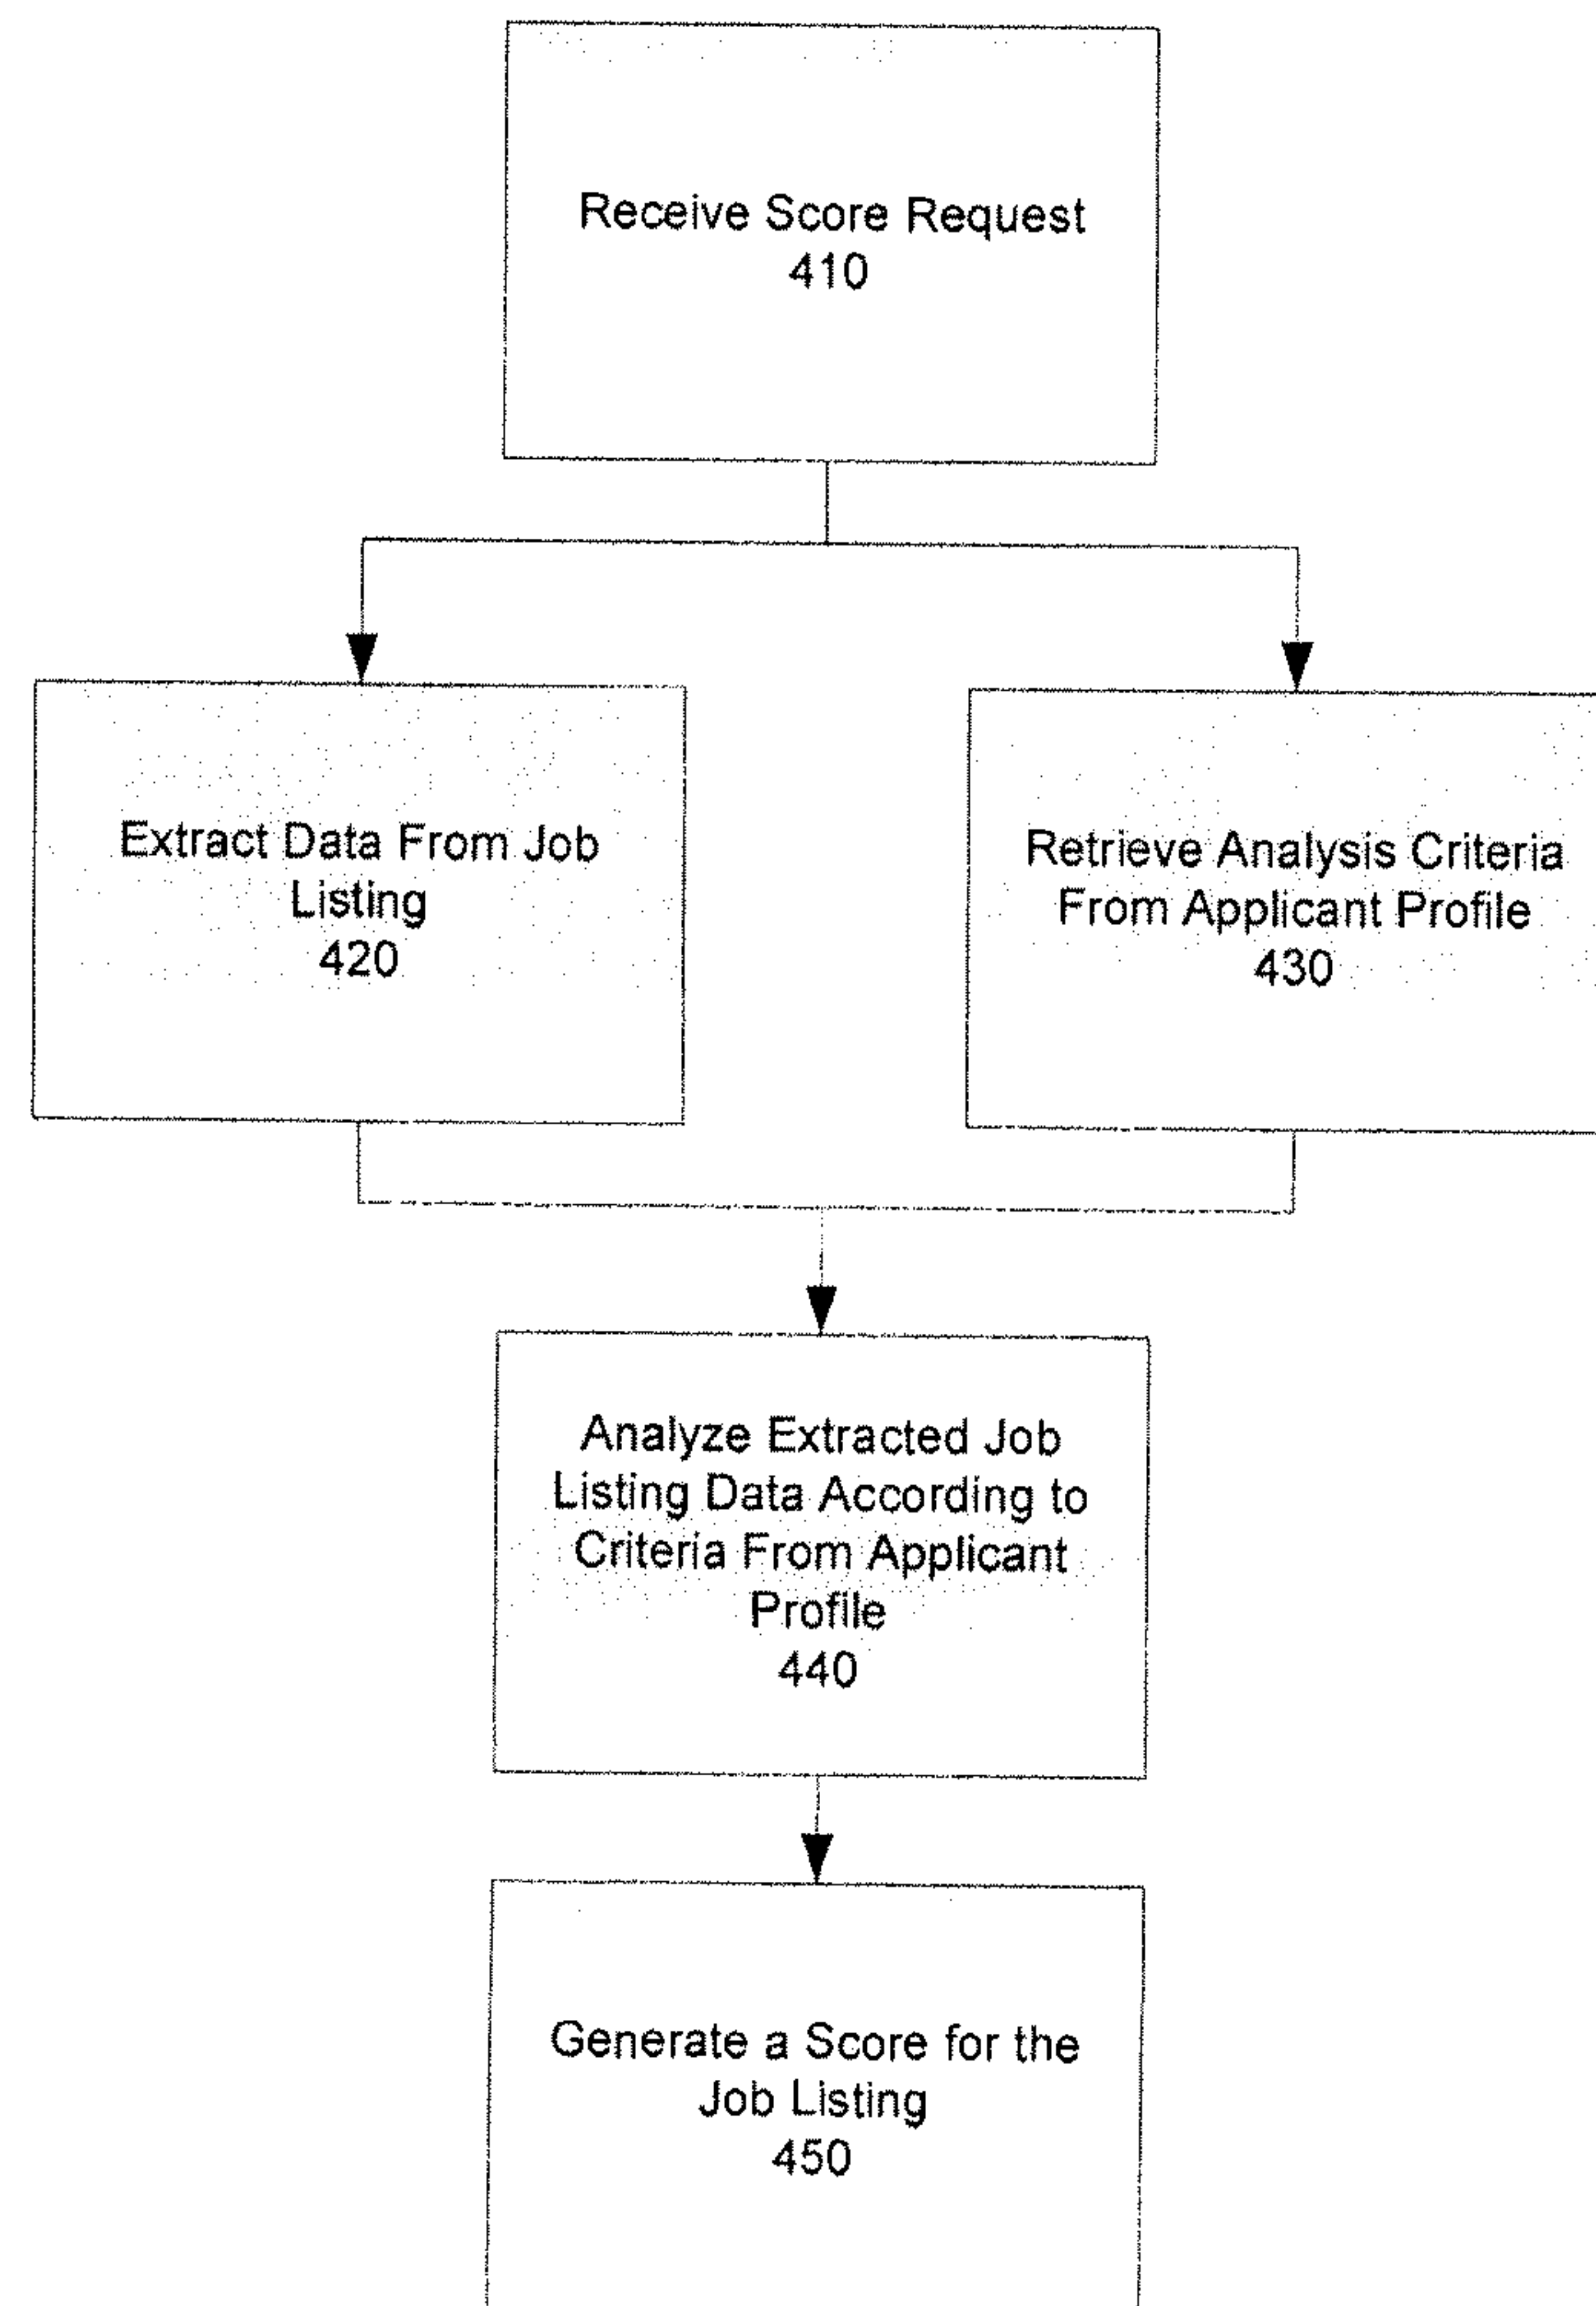 Receive Score Request
410
Extract Data From Job
Listing
420
Retrieve Analysis Criteria
From Applicant Profile
430
Analyze Extracted Job
Listing Data According to
Criteria From Applicant
Profile
440
Generate a Score for the
Job Listing
450